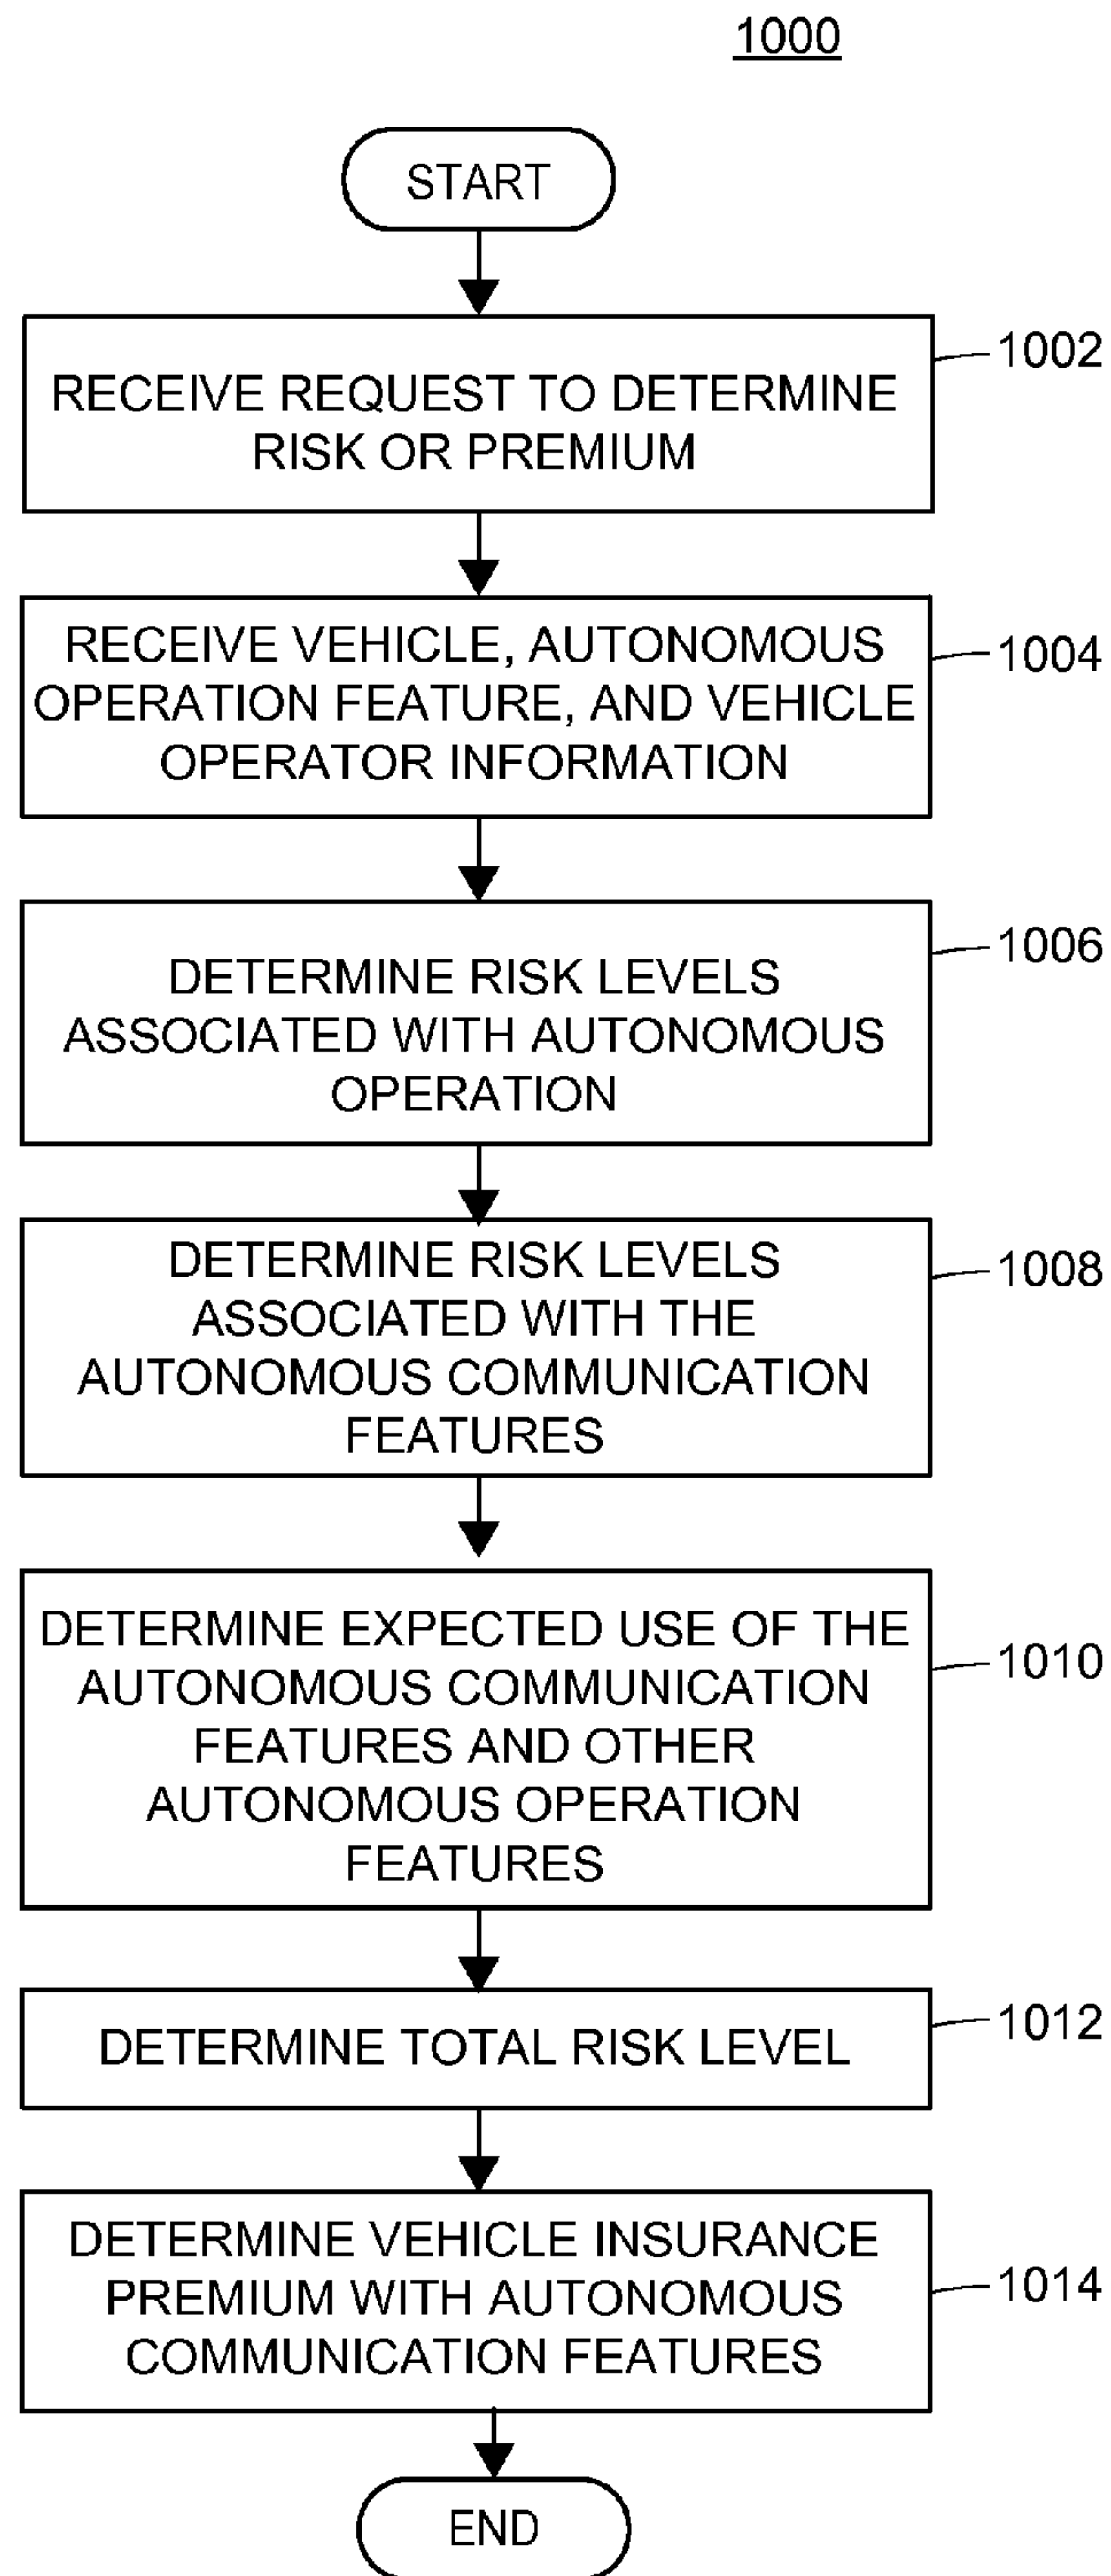 1000
START
RECEIVE REQUEST TO DETERMINE
RISK OR PREMIUM
1002
RECEIVE VEHICLE, AUTONOMOUS
OPERATION FEATURE, AND VEHICLE
OPERATOR INFORMATION
1004
DETERMINE RISK LEVELS
ASSOCIATED WITH AUTONOMOUS
OPERATION
1006
DETERMINE RISK LEVELS
ASSOCIATED WITH THE
AUTONOMOUS COMMUNICATION
FEATURES
1008
DETERMINE EXPECTED USE OF THE
AUTONOMOUS COMMUNICATION
FEATURES AND OTHER
AUTONOMOUS OPERATION
FEATURES
1010
DETERMINE TOTAL RISK LEVEL
1012
DETERMINE VEHICLE INSURANCE
PREMIUM WITH AUTONOMOUS
COMMUNICATION FEATURES
1014
END